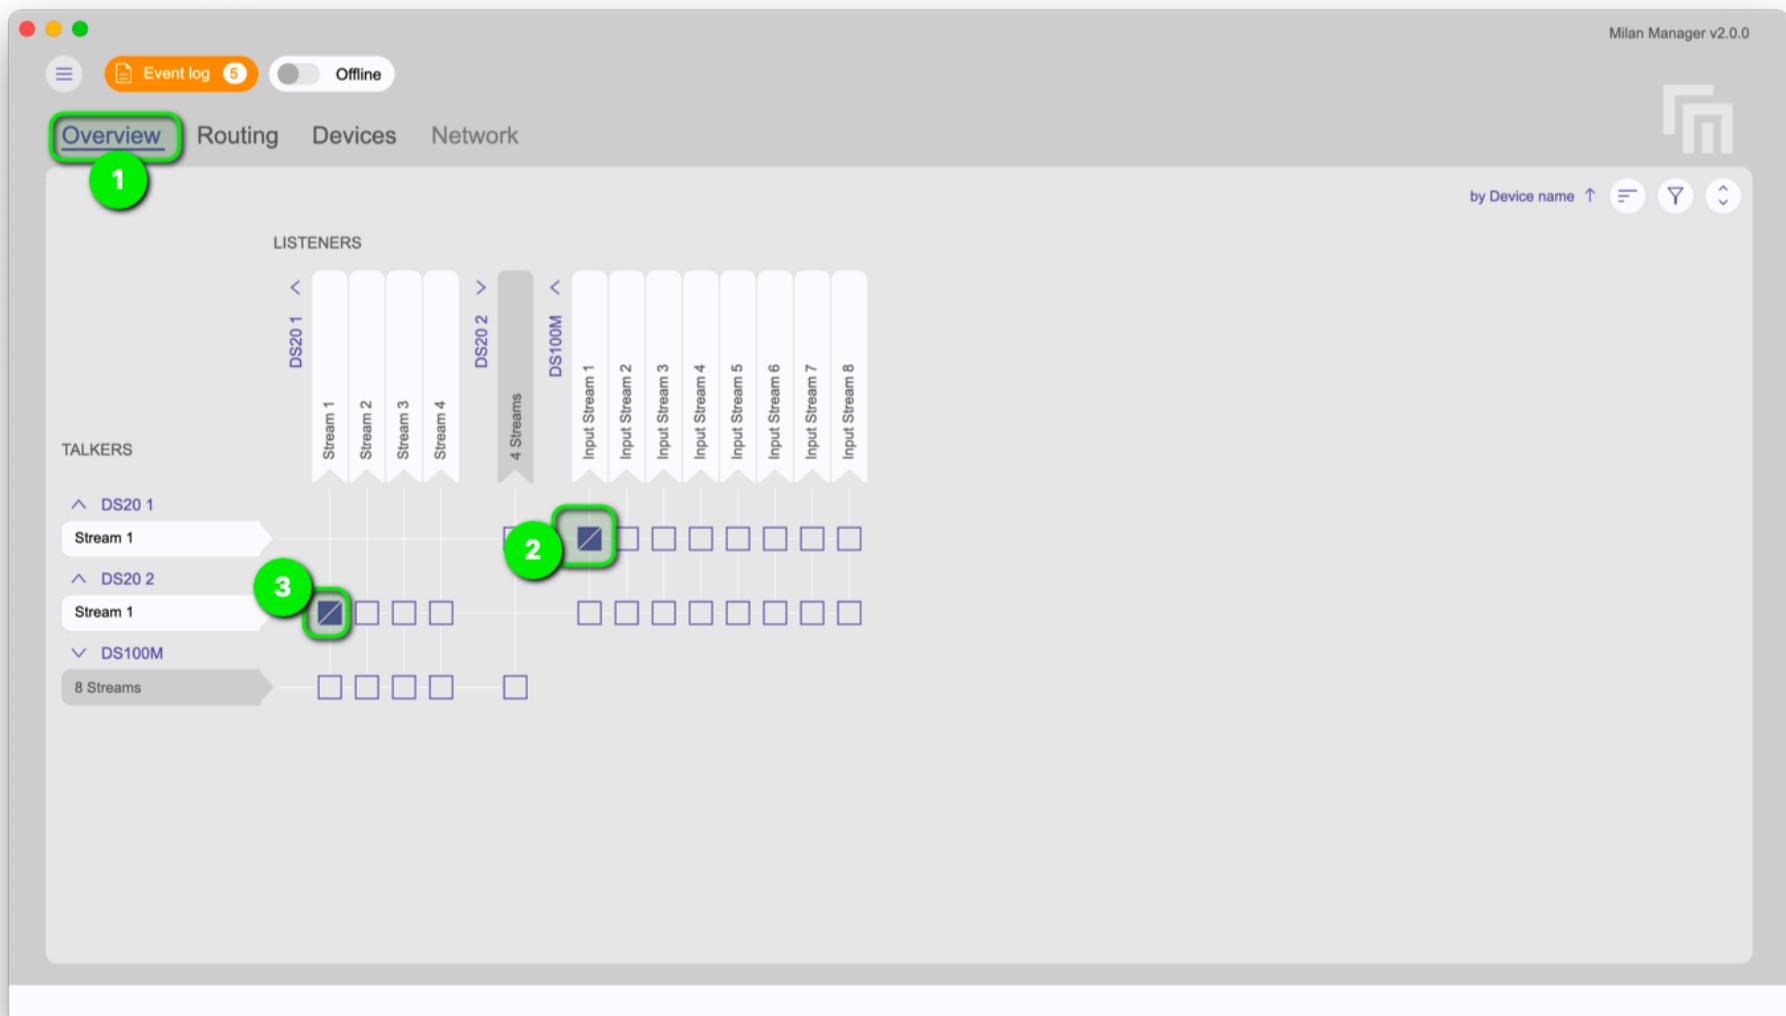 Milan Manager v2.0.0
Event log 5 Offline
Overview Routing Devices Network
1
by Device name ↑
LISTENERS
DS20 1
Stream 1
Stream 2
Stream 3
Stream 4
DS20 2
4 Streams
DS100M
Input Stream 1
Input Stream 2
Input Stream 3
Input Stream 4
Input Stream 5
Input Stream 6
Input Stream 7
Input Stream 8
TALKERS
DS20 1
Stream 1
2
DS20 2
3
Stream 1
DS100M
8 Streams